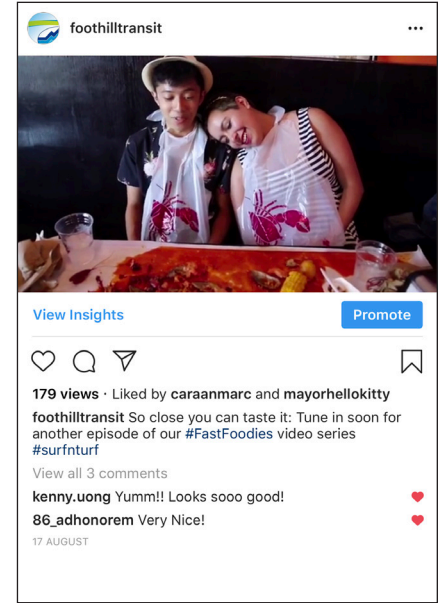 foothilltransit
View Insights
Promote
179 views · Liked by caraanmarc and mayorhellokitty
foothilltransit So close you can taste it: Tune in soon for
another episode of our #FastFoodies video series
#surfnturf
View all 3 comments
kenny.uong Yumm!! Looks sooo good!
86_adhonorem Very Nice!
17 AUGUST